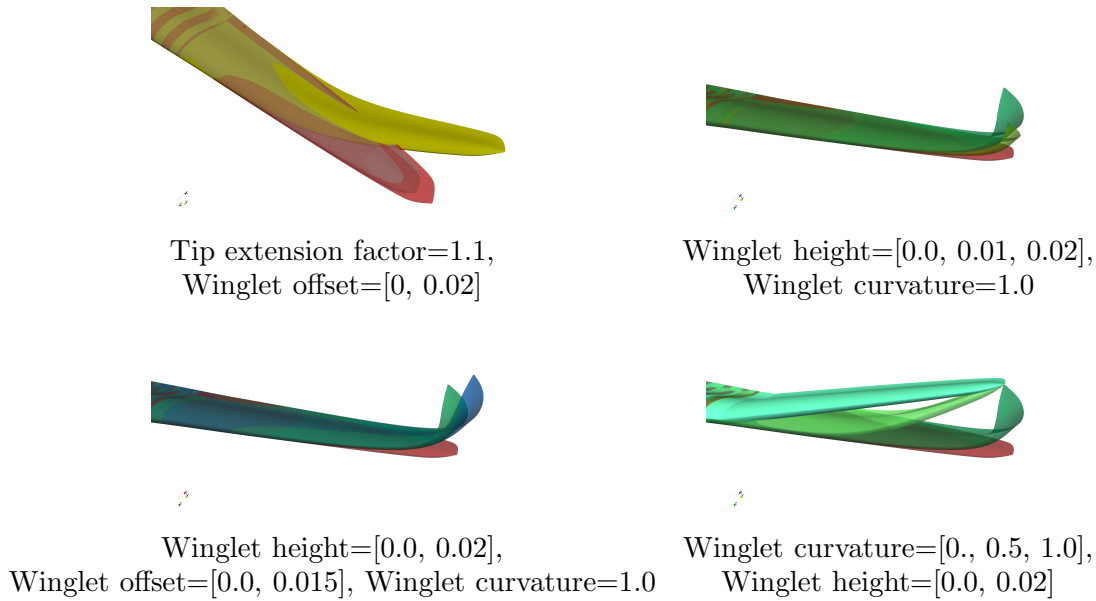 Tip extension factor=1.1,
Winglet offset=[0, 0.02]
Winglet height=[0.0, 0.01, 0.02],
Winglet curvature=1.0
Winglet height=[0.0, 0.02],
Winglet offset=[0.0, 0.015], Winglet curvature=1.0
Winglet curvature=[0., 0.5, 1.0],
Winglet height=[0.0, 0.02]